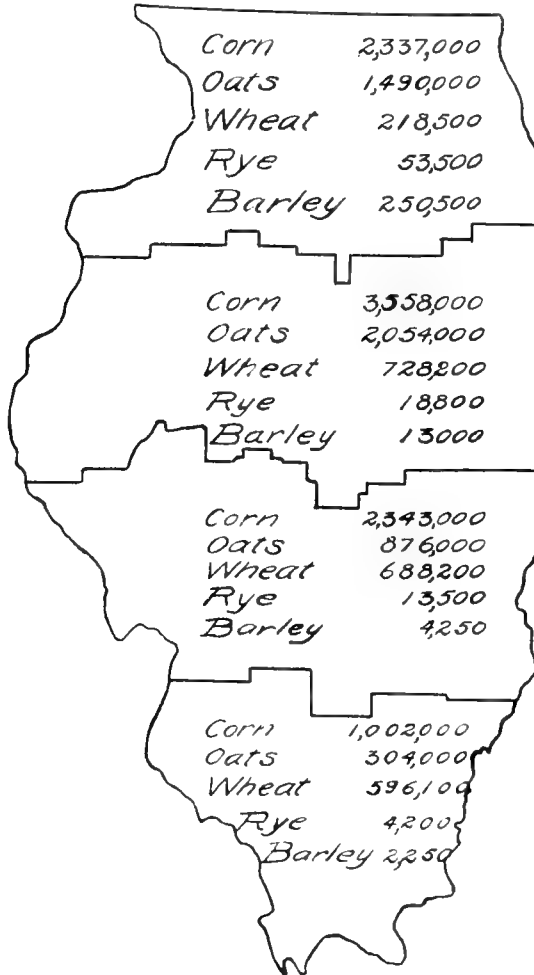 Corn 2,337,000
Oats 1,490,000
Wheat 218,500
Rye 53,500
Barley 250,500
Corn 3,558,000
Oats 2,054,000
Wheat 728,200
Rye 18,800
Barley 13000
Corn 2,343,000
Oats 876,000
Wheat 688,200
Rye 13,500
Barley 4,250
Corn 1,002,000
Oats 304,000
Wheat 596,100
Rye 4,200
Barley 2,250